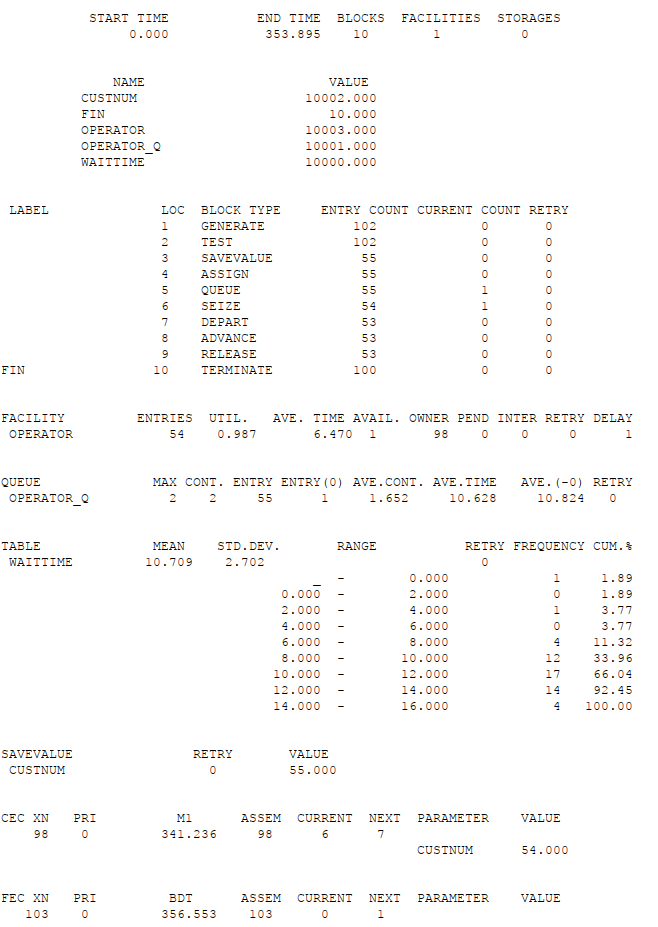 START TIME END TIME BLOCKS FACILITIES STORAGES
0.000 353.895 10 1 0
NAME VALUE
CUSTNUM 10002.000
FIN 10.000
OPERATOR 10003.000
OPERATOR_Q 10001.000
WAITTIME 10000.000
LABEL LOC BLOCK TYPE ENTRY COUNT CURRENT COUNT RETRY
1 GENERATE 102 0 0
2 TEST 102 0 0
3 SAVEVALUE 55 0 0
4 ASSIGN 55 0 0
5 QUEUE 55 1 0
6 SEIZE 54 1 0
7 DEPART 53 0 0
8 ADVANCE 53 0 0
9 RELEASE 53 0 0
FIN 10 TERMINATE 100 0 0
FACILITY ENTRIES UTIL. AVE. TIME AVAIL. OWNER PEND INTER RETRY DELAY
OPERATOR 54 0.987 6.470 1 98 0 0 0 1
QUEUE MAX CONT. ENTRY ENTRY(0) AVE.CONT. AVE.TIME AVE.(-0) RETRY
OPERATOR_Q 2 2 55 1 1.652 10.628 10.824 0
TABLE MEAN STD.DEV. RANGE RETRY FREQUENCY CUM.%
WAITTIME 10.709 2.702 0
_ - 0.000 1 1.89
0.000 - 2.000 0 1.89
2.000 - 4.000 1 3.77
4.000 - 6.000 0 3.77
6.000 - 8.000 4 11.32
8.000 - 10.000 12 33.96
10.000 - 12.000 17 66.04
12.000 - 14.000 14 92.45
14.000 - 16.000 4 100.00
SAVEVALUE RETRY VALUE
CUSTNUM 0 55.000
CEC XN PRI M1 ASSEM CURRENT NEXT PARAMETER VALUE
98 0 341.236 98 6 7
CUSTNUM 54.000
FEC XN PRI BDT ASSEM CURRENT NEXT PARAMETER VALUE
103 0 356.553 103 0 1